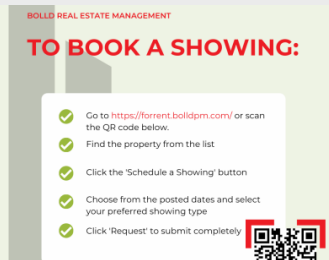 BOLLD REAL ESTATE MANAGEMENT
TO BOOK A SHOWING:
Go to https://forrent.bolldpm.com/ or scan
the QR code below.
Find the property from the list
Click the 'Schedule a Showing' button
Choose from the posted dates and select
your preferred showing type
Click 'Request' to submit completely